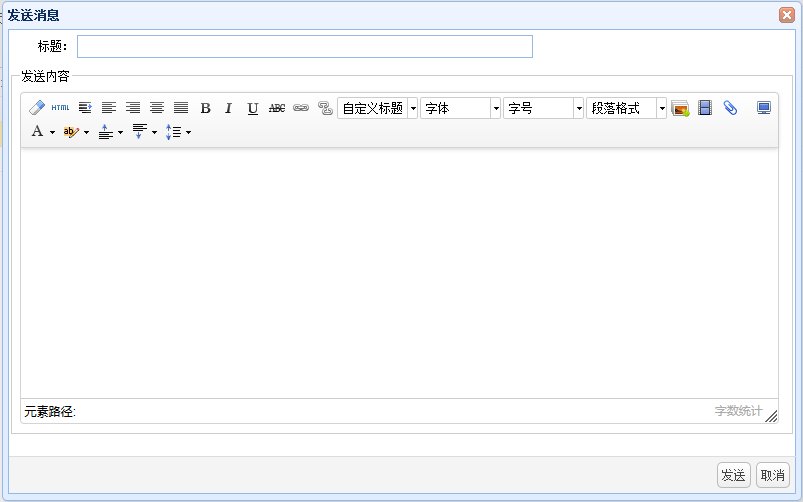 发送消息
标题：
发送内容
HTML B I U ABC 自定义标题 字体 字号 段落格式
A ab
元素路径: 字数统计
发送 取消